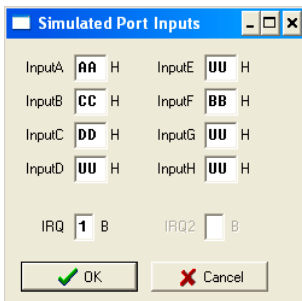 Simulated Port Inputs
InputA AA H InputE UU H
InputB CC H InputF BB H
InputC DD H InputG UU H
InputD UU H InputH UU H
IRQ 1 B IRQ2 B
OK Cancel